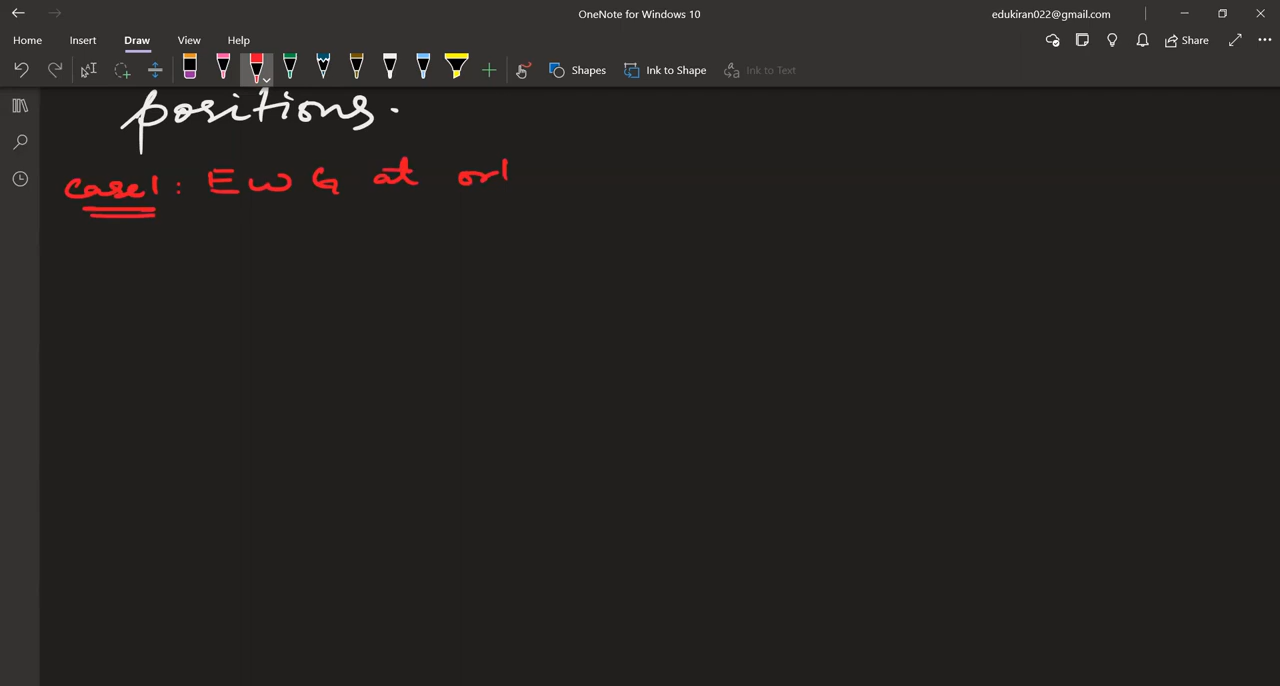 OneNote for Windows 10
edukiran022@gmail.com
Home Insert Draw View Help
Share
Shapes Ink to Shape Ink to Text
positions.
Case1: EWG at